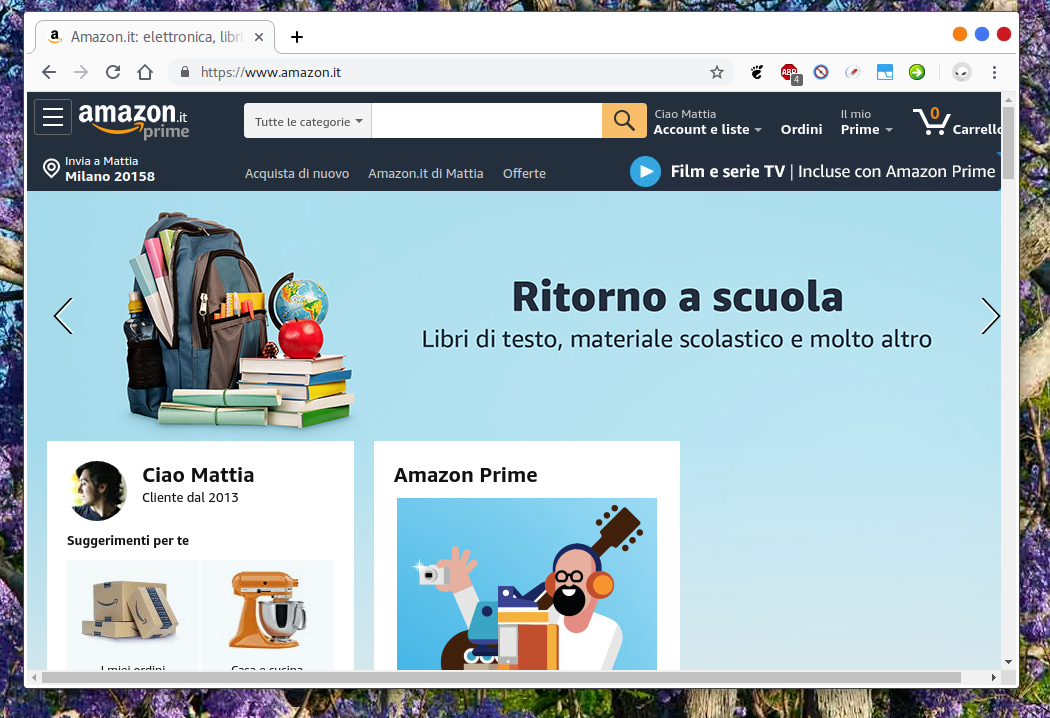 Amazon.it: elettronica, libri,
https://www.amazon.it
ABP
4
amazon.it
prime
Tutte le categorie
Ciao Mattia
Account e liste
Ordini
Il mio
Prime
0
Carrello
Invia a Mattia
Milano 20158
Acquista di nuovo
Amazon.it di Mattia
Offerte
Film e serie TV | Incluse con Amazon Prime
Ritorno a scuola
Libri di testo, materiale scolastico e molto altro
Ciao Mattia
Cliente dal 2013
Suggerimenti per te
I miei ordini
Casa e cucina
Amazon Prime